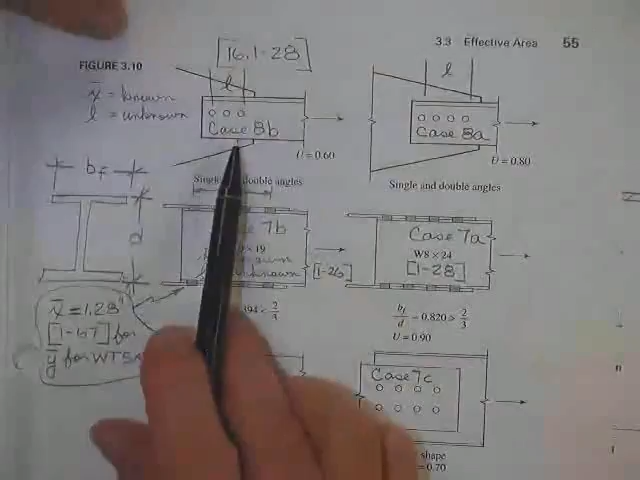 3.3 Effective Area 55
[16.1-28]
FIGURE 3.10
x̄ = known
l = unknown
l
Case 8b
U = 0.60
l
Case 8a
U = 0.80
Single and double angles
Single and double angles
bf
d
7b
× 19
[1-26]
Case 7a
W8 × 24
[1-28]
x̄ = 1.28"
[1-67] for
ȳ for WT5
2/3
bf/d = 0.820 > 2/3
U = 0.90
Case 7c
shape
0.70